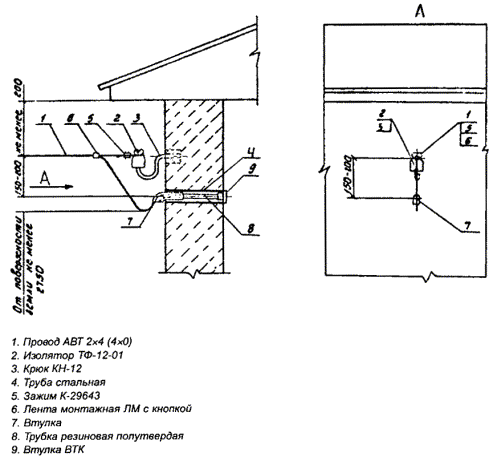 А
200
не менее
1 6 5 2 3
4
9
А
150-200
7
8
От поверхности
земли не менее
2750
2
5
1
5
6
150-200
7
1. Провод АВТ 2×4 (4×0)
2. Изолятор ТФ-12-01
3. Крюк КН-12
4. Труба стальная
5. Зажим К-29643
6 Лента монтажная ЛМ с кнопкой
7. Втулка
8. Трубка резиновая полутвердая
9. Втулка ВТК